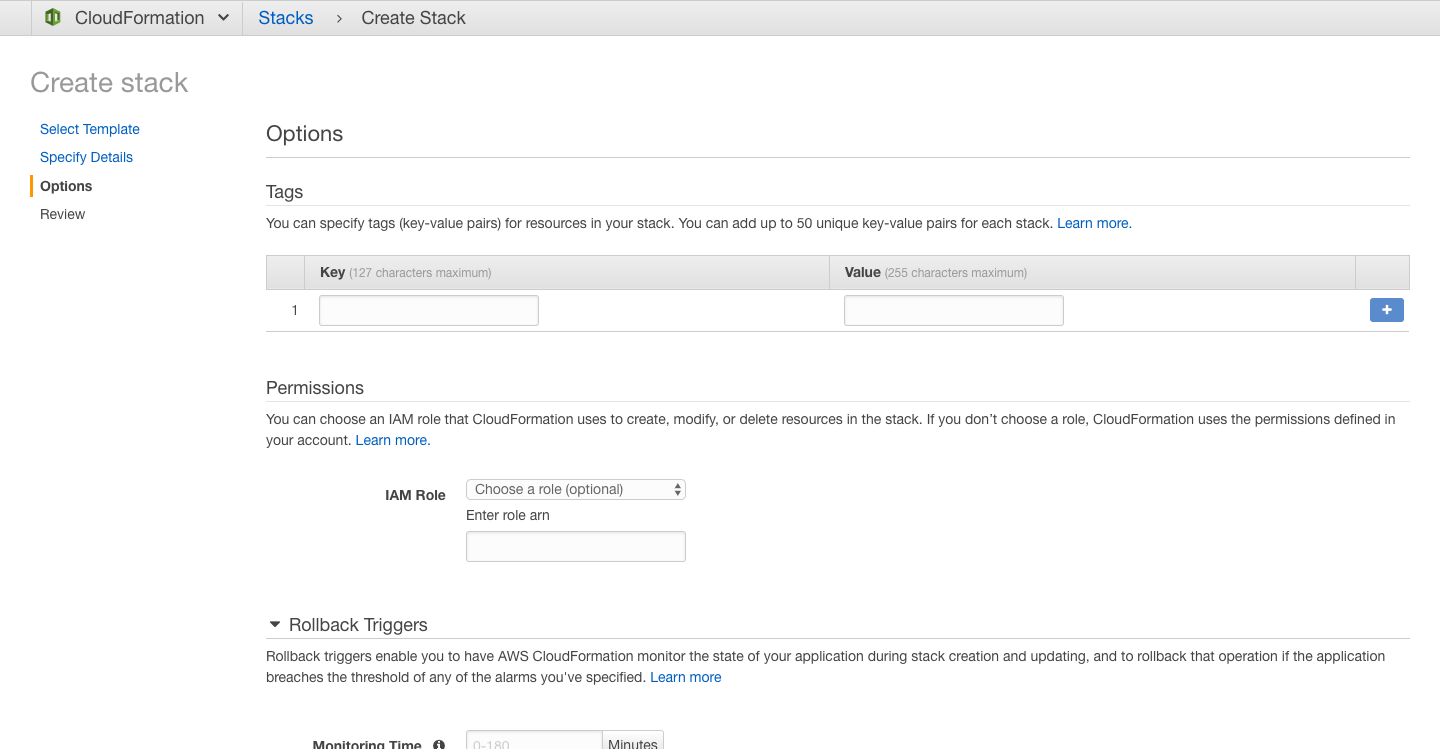 CloudFormation Stacks › Create Stack
Create stack
Select Template
Specify Details
Options
Review
Options
Tags
You can specify tags (key-value pairs) for resources in your stack. You can add up to 50 unique key-value pairs for each stack. Learn more.
Key (127 characters maximum) Value (255 characters maximum)
1 +
Permissions
You can choose an IAM role that CloudFormation uses to create, modify, or delete resources in the stack. If you don’t choose a role, CloudFormation uses the permissions defined in
your account. Learn more.
IAM Role Choose a role (optional)
Enter role arn
Rollback Triggers
Rollback triggers enable you to have AWS CloudFormation monitor the state of your application during stack creation and updating, and to rollback that operation if the application
breaches the threshold of any of the alarms you've specified. Learn more
Monitoring Time 0-180 Minutes